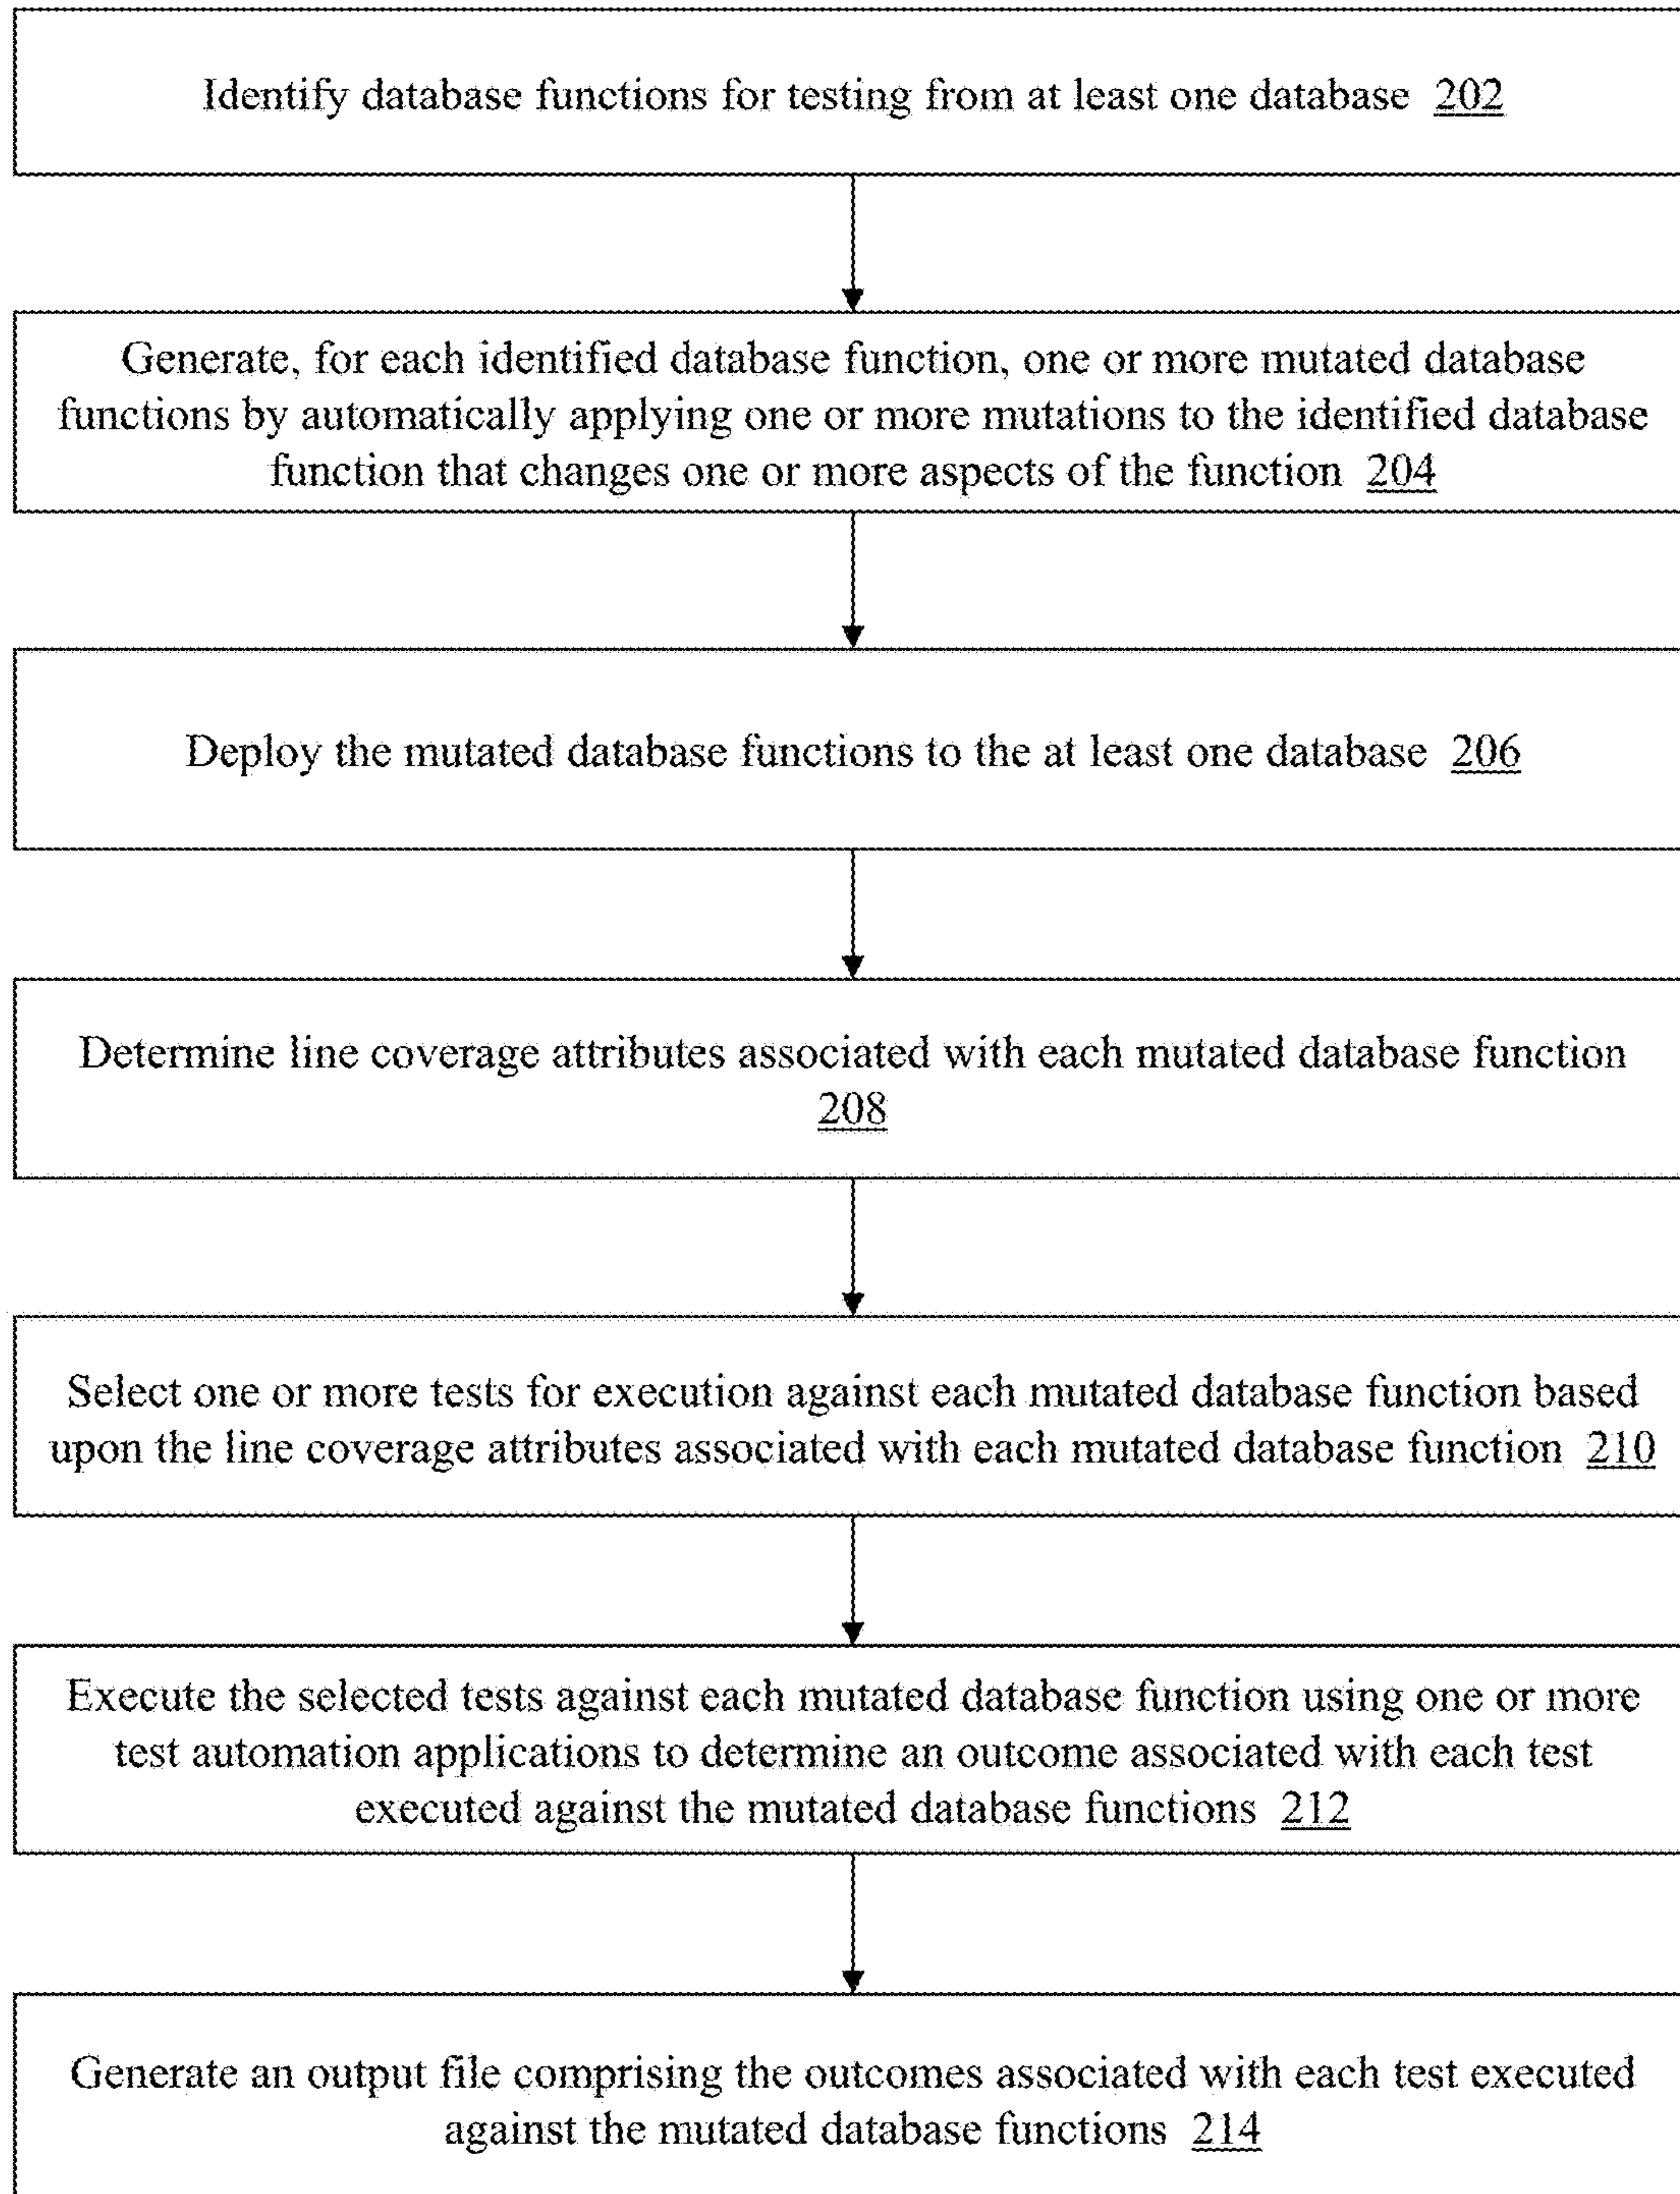 Identify database functions for testing from at least one database 202
Generate, for each identified database function, one or more mutated database
functions by automatically applying one or more mutations to the identified database
function that changes one or more aspects of the function 204
Deploy the mutated database functions to the at least one database 206
Determine line coverage attributes associated with each mutated database function
208
Select one or more tests for execution against each mutated database function based
upon the line coverage attributes associated with each mutated database function 210
Execute the selected tests against each mutated database function using one or more
test automation applications to determine an outcome associated with each test
executed against the mutated database functions 212
Generate an output file comprising the outcomes associated with each test executed
against the mutated database functions 214